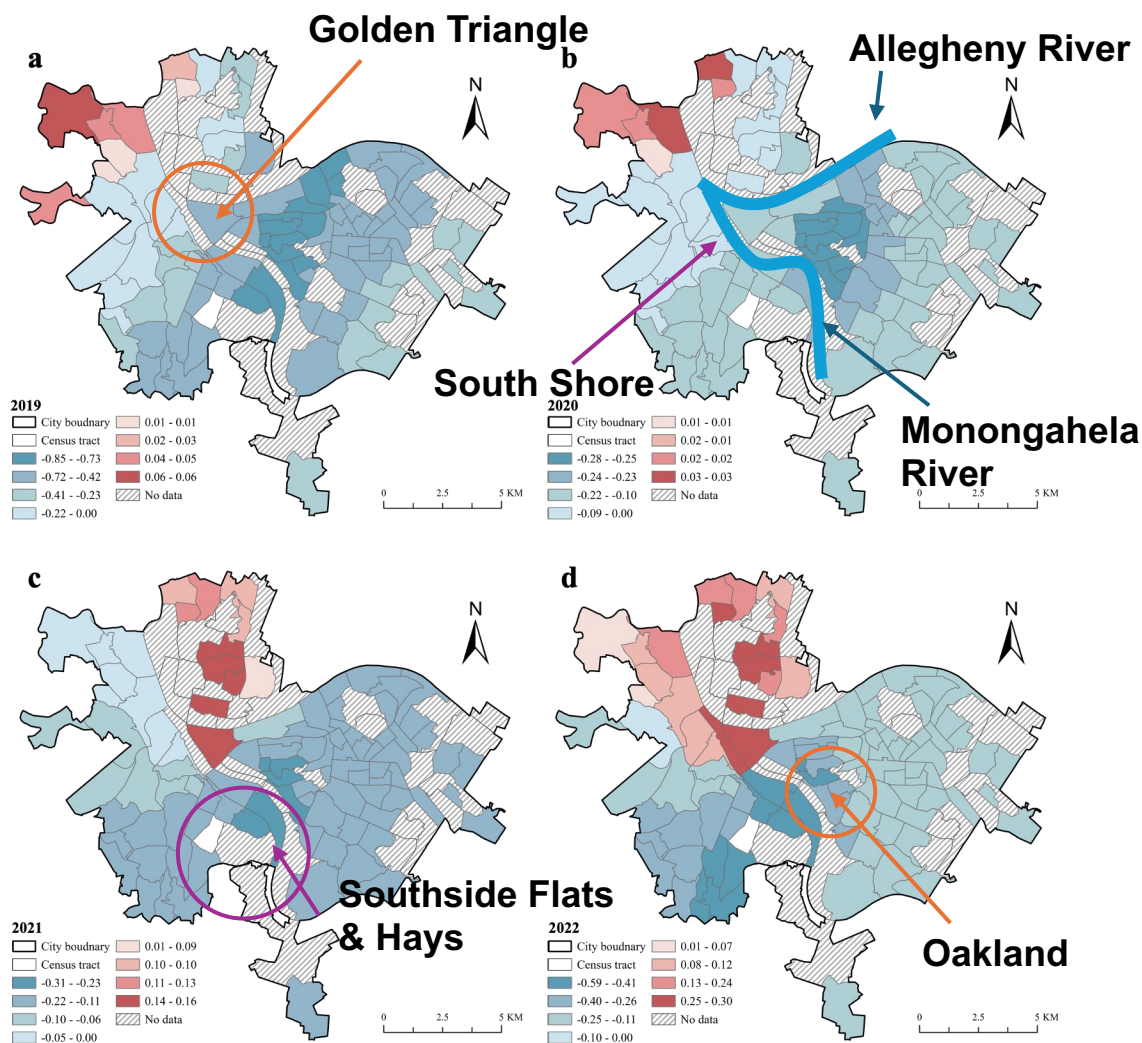 Golden Triangle
a
N
2019
City boudnary
Census tract
-0.85 - -0.73
-0.72 - -0.42
-0.41 - -0.23
-0.22 - 0.00
0.01 - 0.01
0.02 - 0.03
0.04 - 0.05
0.06 - 0.06
No data
0 2.5 5 KM
Allegheny River
b
N
South Shore
Monongahela
River
2020
City boudnary
Census tract
-0.28 - -0.25
-0.24 - -0.23
-0.22 - -0.10
-0.09 - 0.00
0.01 - 0.01
0.02 - 0.01
0.02 - 0.02
0.03 - 0.03
No data
0 2.5 5 KM
c
N
Southside Flats
& Hays
2021
City boudnary
Census tract
-0.31 - -0.23
-0.22 - -0.11
-0.10 - -0.06
-0.05 - 0.00
0.01 - 0.09
0.10 - 0.10
0.11 - 0.13
0.14 - 0.16
No data
0 2.5 5 KM
d
N
Oakland
2022
City boudnary
Census tract
-0.59 - -0.41
-0.40 - -0.26
-0.25 - -0.11
-0.10 - 0.00
0.01 - 0.07
0.08 - 0.12
0.13 - 0.24
0.25 - 0.30
No data
0 2.5 5 KM